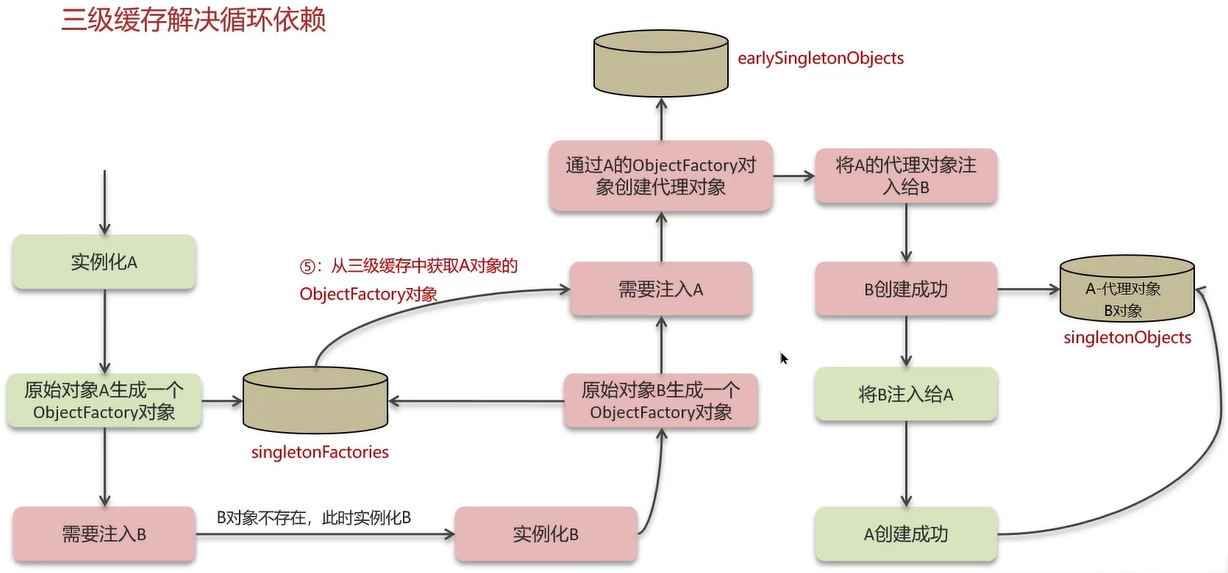 三级缓存解决循环依赖
earlySingletonObjects
通过A的ObjectFactory对
象创建代理对象
将A的代理对象注
入给B
实例化A
⑤：从三级缓存中获取A对象的
ObjectFactory对象
需要注入A
B创建成功
A-代理对象
B对象
singletonObjects
原始对象A生成一个
ObjectFactory对象
singletonFactories
原始对象B生成一个
ObjectFactory对象
将B注入给A
需要注入B
B对象不存在，此时实例化B
实例化B
A创建成功